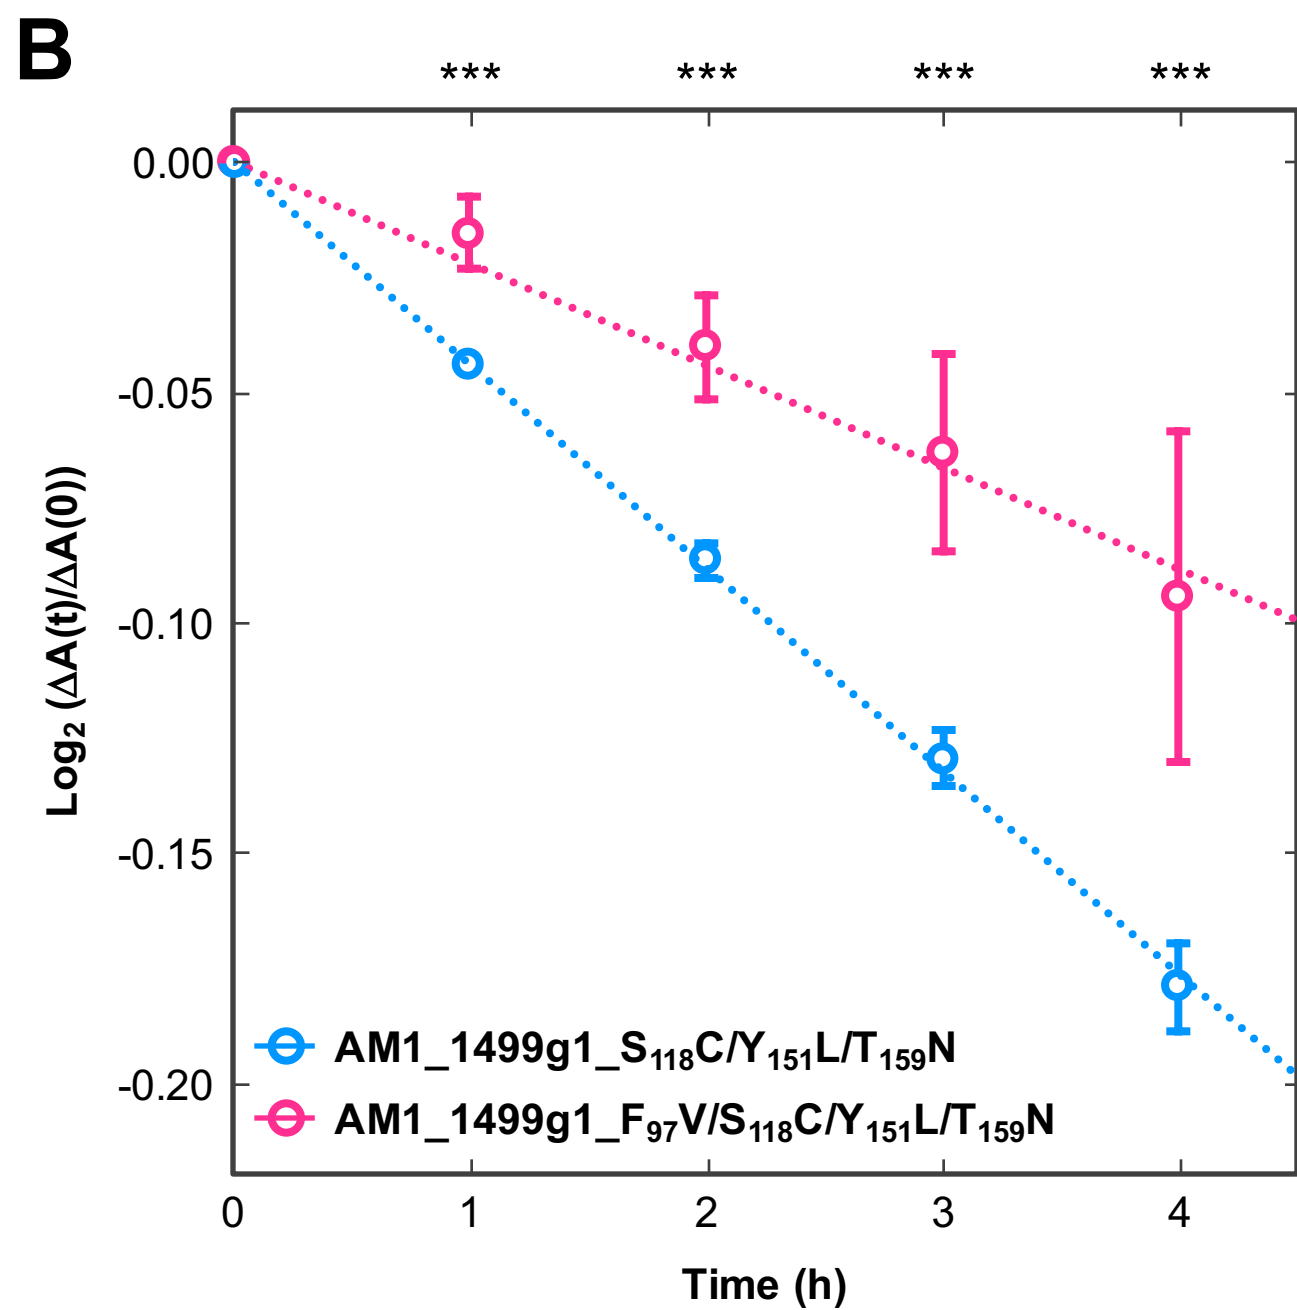 B
*** *** *** ***
0.00
-0.05
-0.10
-0.15
-0.20
Log₂ (ΔA(t)/ΔA(0))
AM1_1499g1_S₁₁₈C/Y₁₅₁L/T₁₅₉N
AM1_1499g1_F₉₇V/S₁₁₈C/Y₁₅₁L/T₁₅₉N
0 1 2 3 4
Time (h)